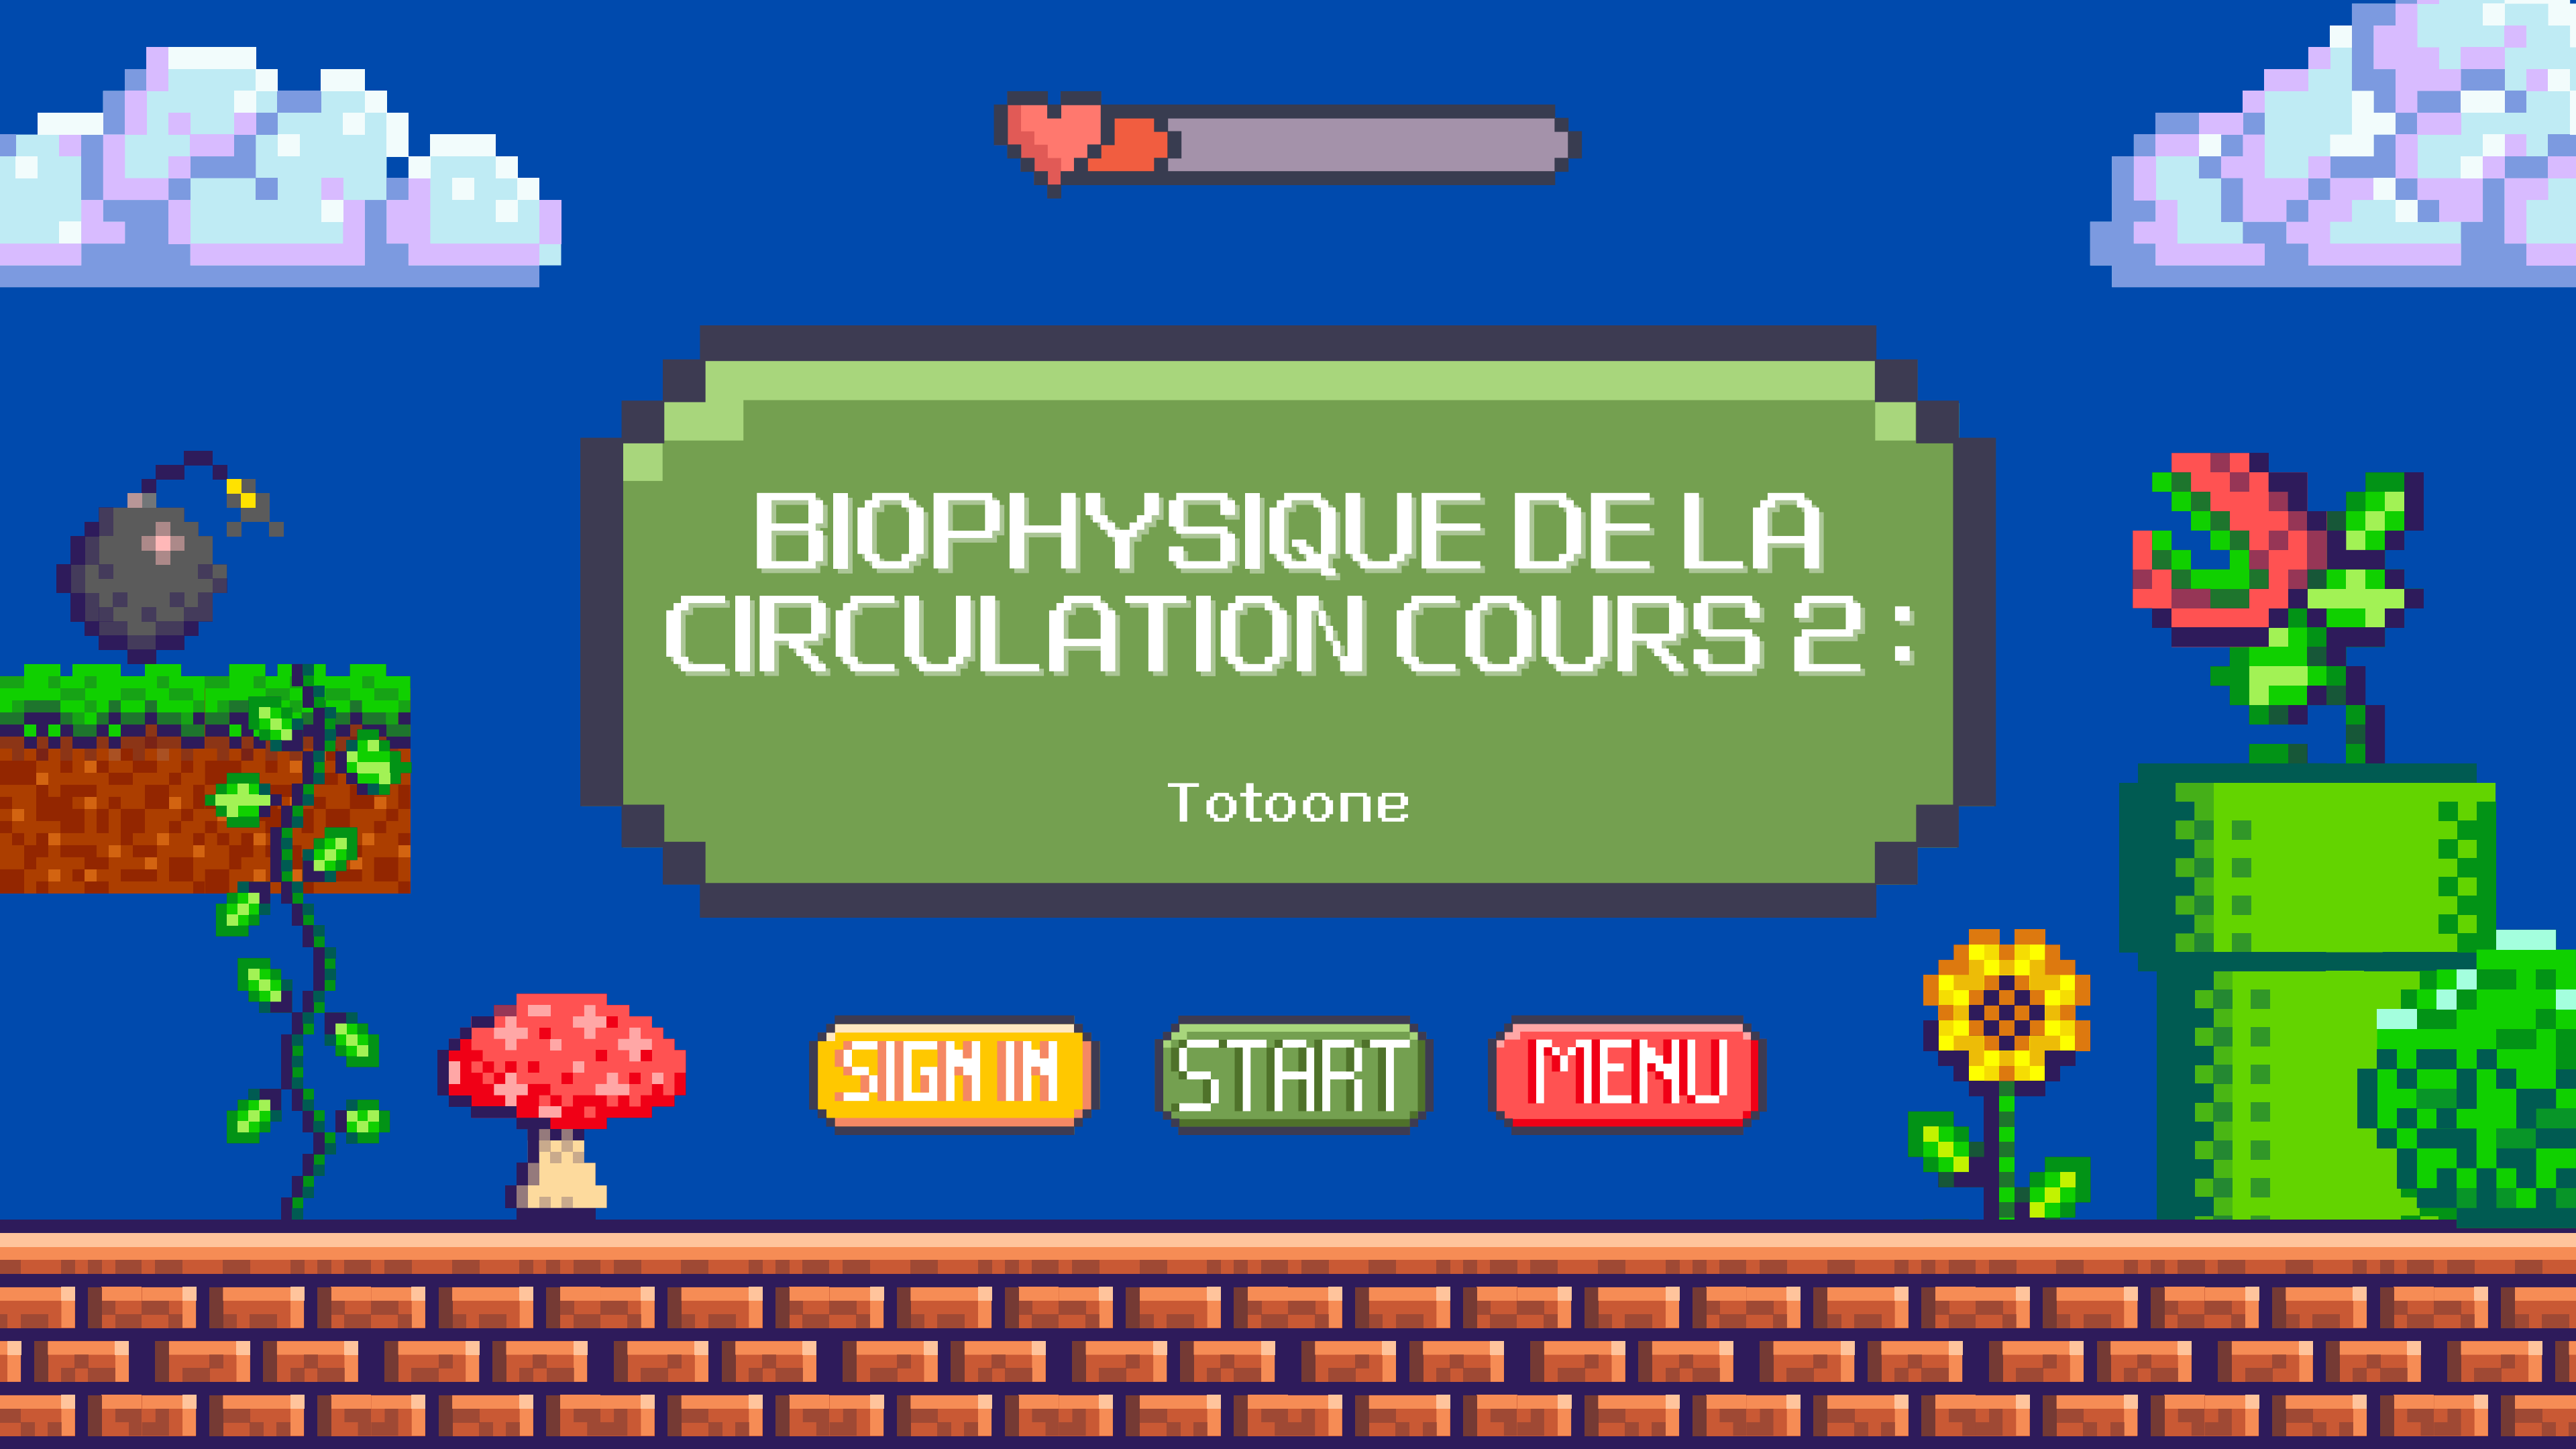 BIOPHYSIQUE DE LA
CIRCULATION COURS 2 :
Totoone
SIGN IN
START
MENU